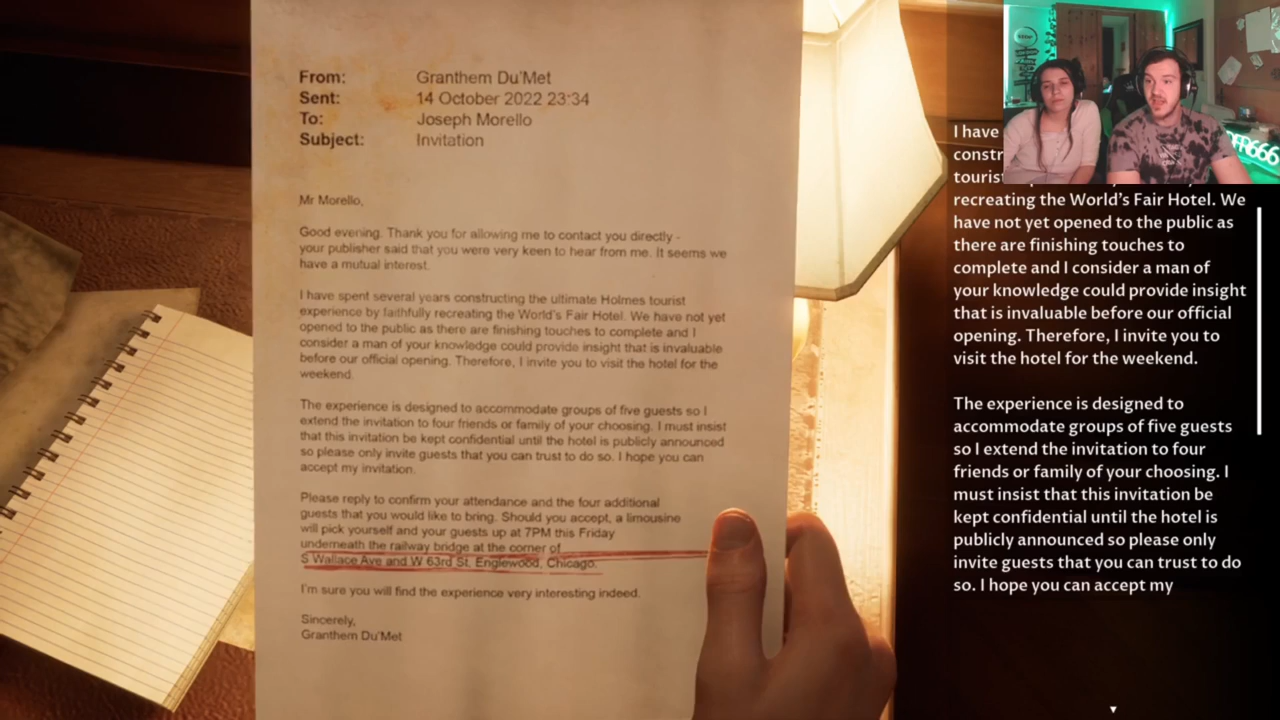 From: Granthem Du'Met
Sent: 14 October 2022 23:34
To: Joseph Morello
Subject: Invitation
Mr Morello,
Good evening. Thank you for allowing me to contact you directly -
your publisher said that you were very keen to hear from me. It seems we
have a mutual interest.
I have spent several years constructing the ultimate Holmes tourist
experience by faithfully recreating the World's Fair Hotel. We have not yet
opened to the public as there are finishing touches to complete and I
consider a man of your knowledge could provide insight that is invaluable
before our official opening. Therefore, I invite you to visit the hotel for the
weekend.
The experience is designed to accommodate groups of five guests so I
extend the invitation to four friends or family of your choosing. I must insist
that this invitation be kept confidential until the hotel is publicly announced
so please only invite guests that you can trust to do so. I hope you can
accept my invitation.
Please reply to confirm your attendance and the four additional
guests that you would like to bring. Should you accept, a limousine
will pick yourself and your guests up at 7PM this Friday
underneath the railway bridge at the corner of
S Wallace Ave and W 63rd St, Englewood, Chicago.
I'm sure you will find the experience very interesting indeed.
Sincerely,
Granthem Du'Met
I have
constr
tourist
recreating the World's Fair Hotel. We
have not yet opened to the public as
there are finishing touches to
complete and I consider a man of
your knowledge could provide insight
that is invaluable before our official
opening. Therefore, I invite you to
visit the hotel for the weekend.
The experience is designed to
accommodate groups of five guests
so I extend the invitation to four
friends or family of your choosing. I
must insist that this invitation be
kept confidential until the hotel is
publicly announced so please only
invite guests that you can trust to do
so. I hope you can accept my